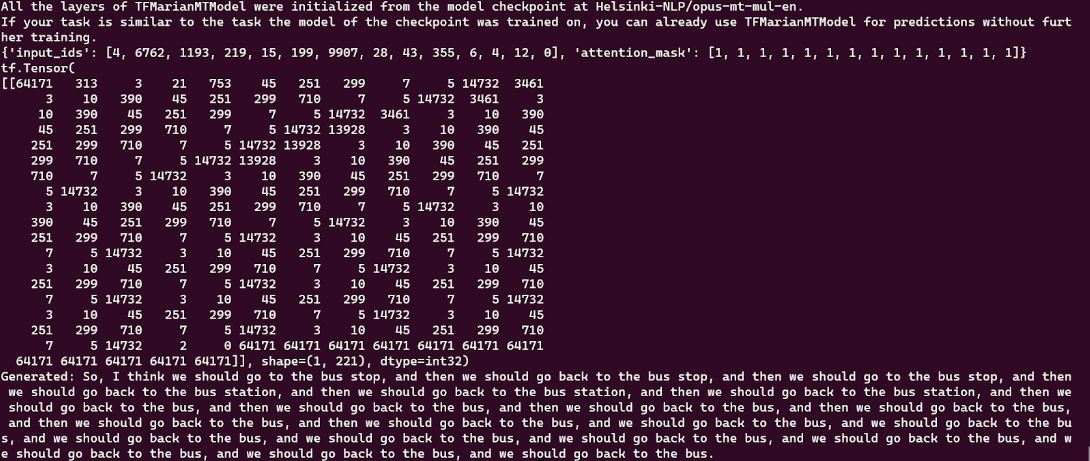 All the layers of TFMarianMTModel were initialized from the model checkpoint at Helsinki-NLP/opus-mt-mul-en.
If your task is similar to the task the model of the checkpoint was trained on, you can already use TFMarianMTModel for predictions without furt
her training.
{'input_ids': [4, 6762, 1193, 219, 15, 199, 9907, 28, 43, 355, 6, 4, 12, 0], 'attention_mask': [1, 1, 1, 1, 1, 1, 1, 1, 1, 1, 1, 1, 1, 1]}
tf.Tensor(
[[64171 313 3 21 753 45 251 299 7 5 14732 3461
3 10 390 45 251 299 710 7 5 14732 3461 3
10 390 45 251 299 7 5 14732 3461 3 10 390
45 251 299 710 7 5 14732 13928 3 10 390 45
251 299 710 7 5 14732 13928 3 10 390 45 251
299 710 7 5 14732 13928 3 10 390 45 251 299
710 7 5 14732 3 10 390 45 251 299 710 7
5 14732 3 10 390 45 251 299 710 7 5 14732
3 10 390 45 251 299 710 7 5 14732 3 10
390 45 251 299 710 7 5 14732 3 10 390 45
251 299 710 7 5 14732 3 10 45 251 299 710
7 5 14732 3 10 45 251 299 710 7 5 14732
3 10 45 251 299 710 7 5 14732 3 10 45
251 299 710 7 5 14732 3 10 45 251 299 710
7 5 14732 3 10 45 251 299 710 7 5 14732
3 10 45 251 299 710 7 5 14732 3 10 45
251 299 710 7 5 14732 3 10 45 251 299 710
7 5 14732 2 0 64171 64171 64171 64171 64171 64171 64171
64171 64171 64171 64171 64171]], shape=(1, 221), dtype=int32)
Generated: So, I think we should go to the bus stop, and then we should go back to the bus stop, and then we should go to the bus stop, and then
we should go back to the bus station, and then we should go back to the bus station, and then we should go back to the bus station, and then we
should go back to the bus, and then we should go back to the bus, and then we should go back to the bus, and then we should go back to the bus,
and then we should go back to the bus, and we should go back to the bus, and we should go back to the bus, and we should go back to the bu
s, and we should go back to the bus, and we should go back to the bus, and we should go back to the bus, and we should go back to the bus, and w
e should go back to the bus, and we should go back to the bus, and we should go back to the bus.